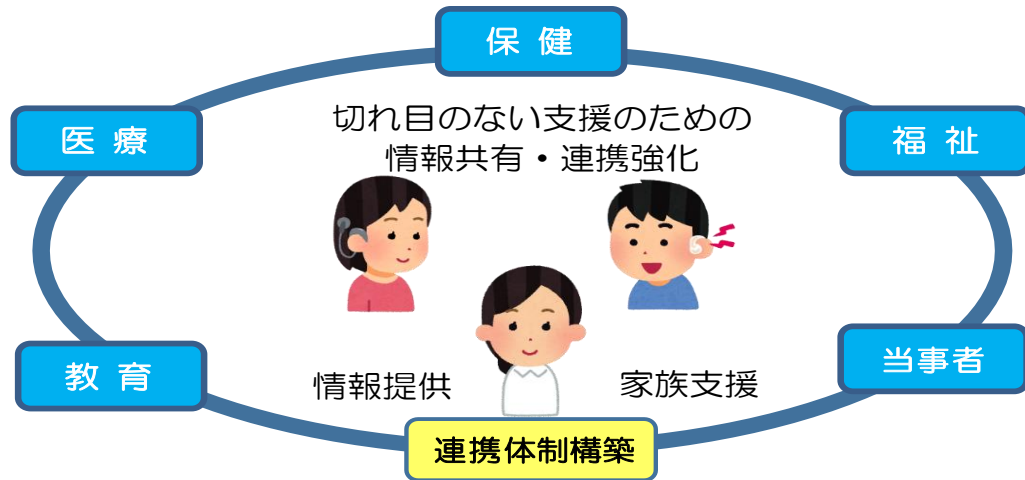 保健
医療
福祉
切れ目のない支援のための
情報共有・連携強化
教育
当事者
情報提供
家族支援
連携体制構築